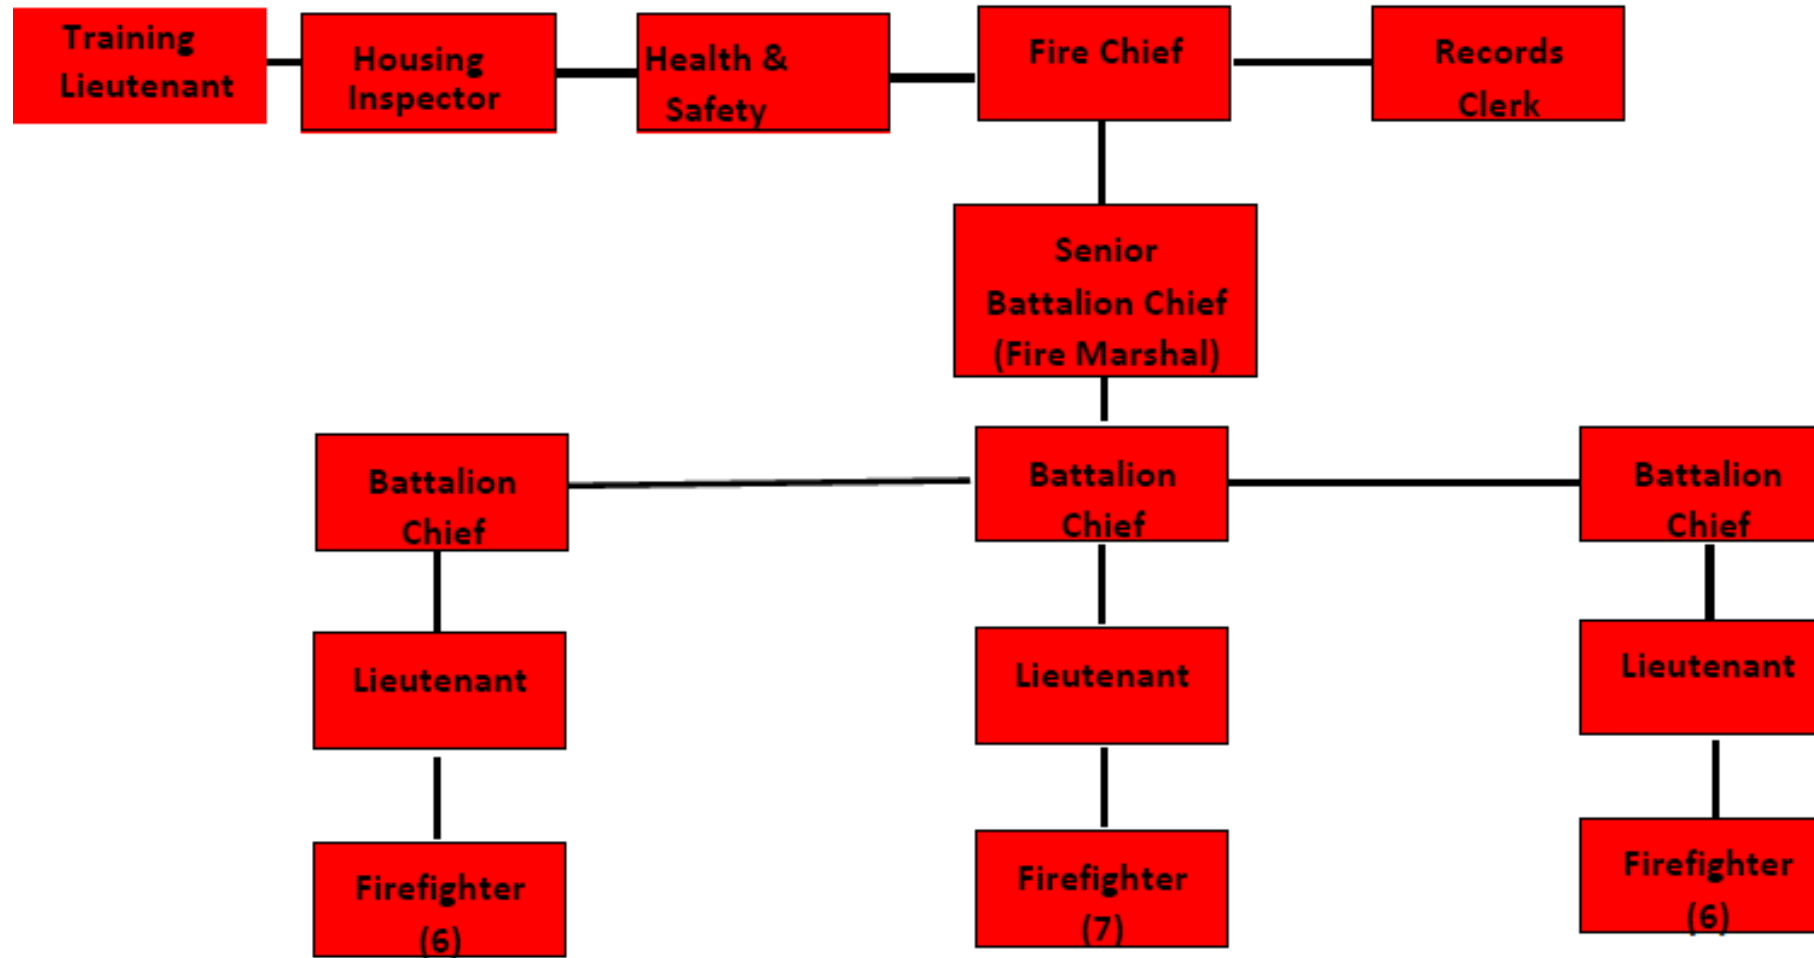 Training
Lieutenant
Housing
Inspector
Health &
Safety
Fire Chief
Records
Clerk
Senior
Battalion Chief
(Fire Marshal)
Battalion
Chief
Battalion
Chief
Battalion
Chief
Lieutenant
Lieutenant
Lieutenant
Firefighter
(6)
Firefighter
(7)
Firefighter
(6)